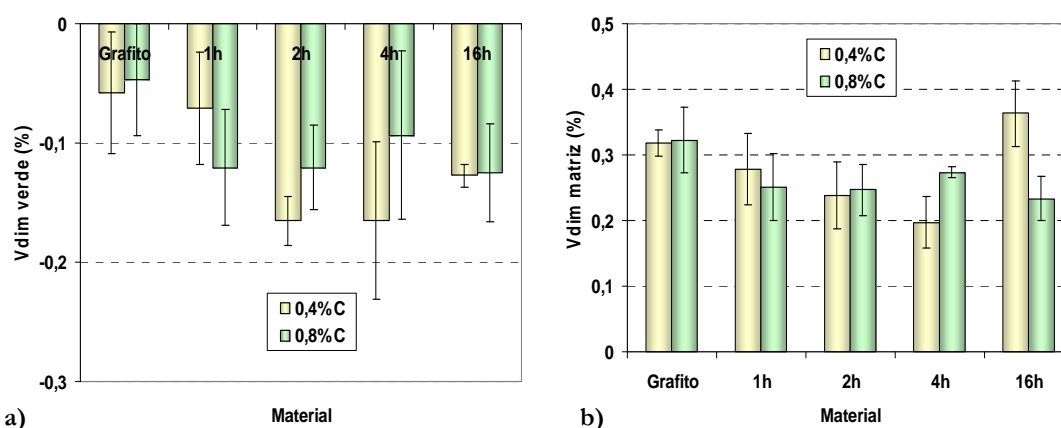 0
-0,1
-0,2
-0,3
Vdim verde (%)
Grafito 1h 2h 4h 16h
0,4%C
0,8%C
Material
a)
0,5
0,4
0,3
0,2
0,1
0
Vdim matriz (%)
0,4%C
0,8%C
Grafito 1h 2h 4h 16h
Material
b)